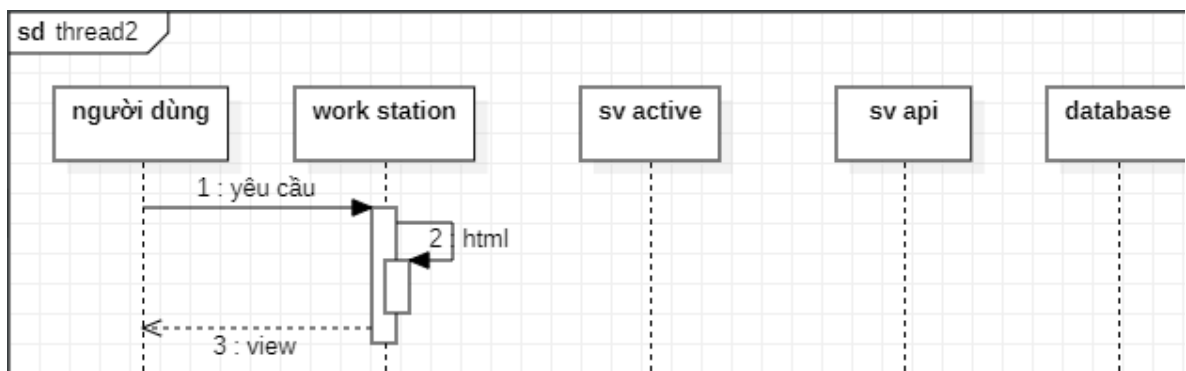 sd thread2
người dùng
work station
sv active
sv api
database
1 : yêu cầu
2 : html
3 : view